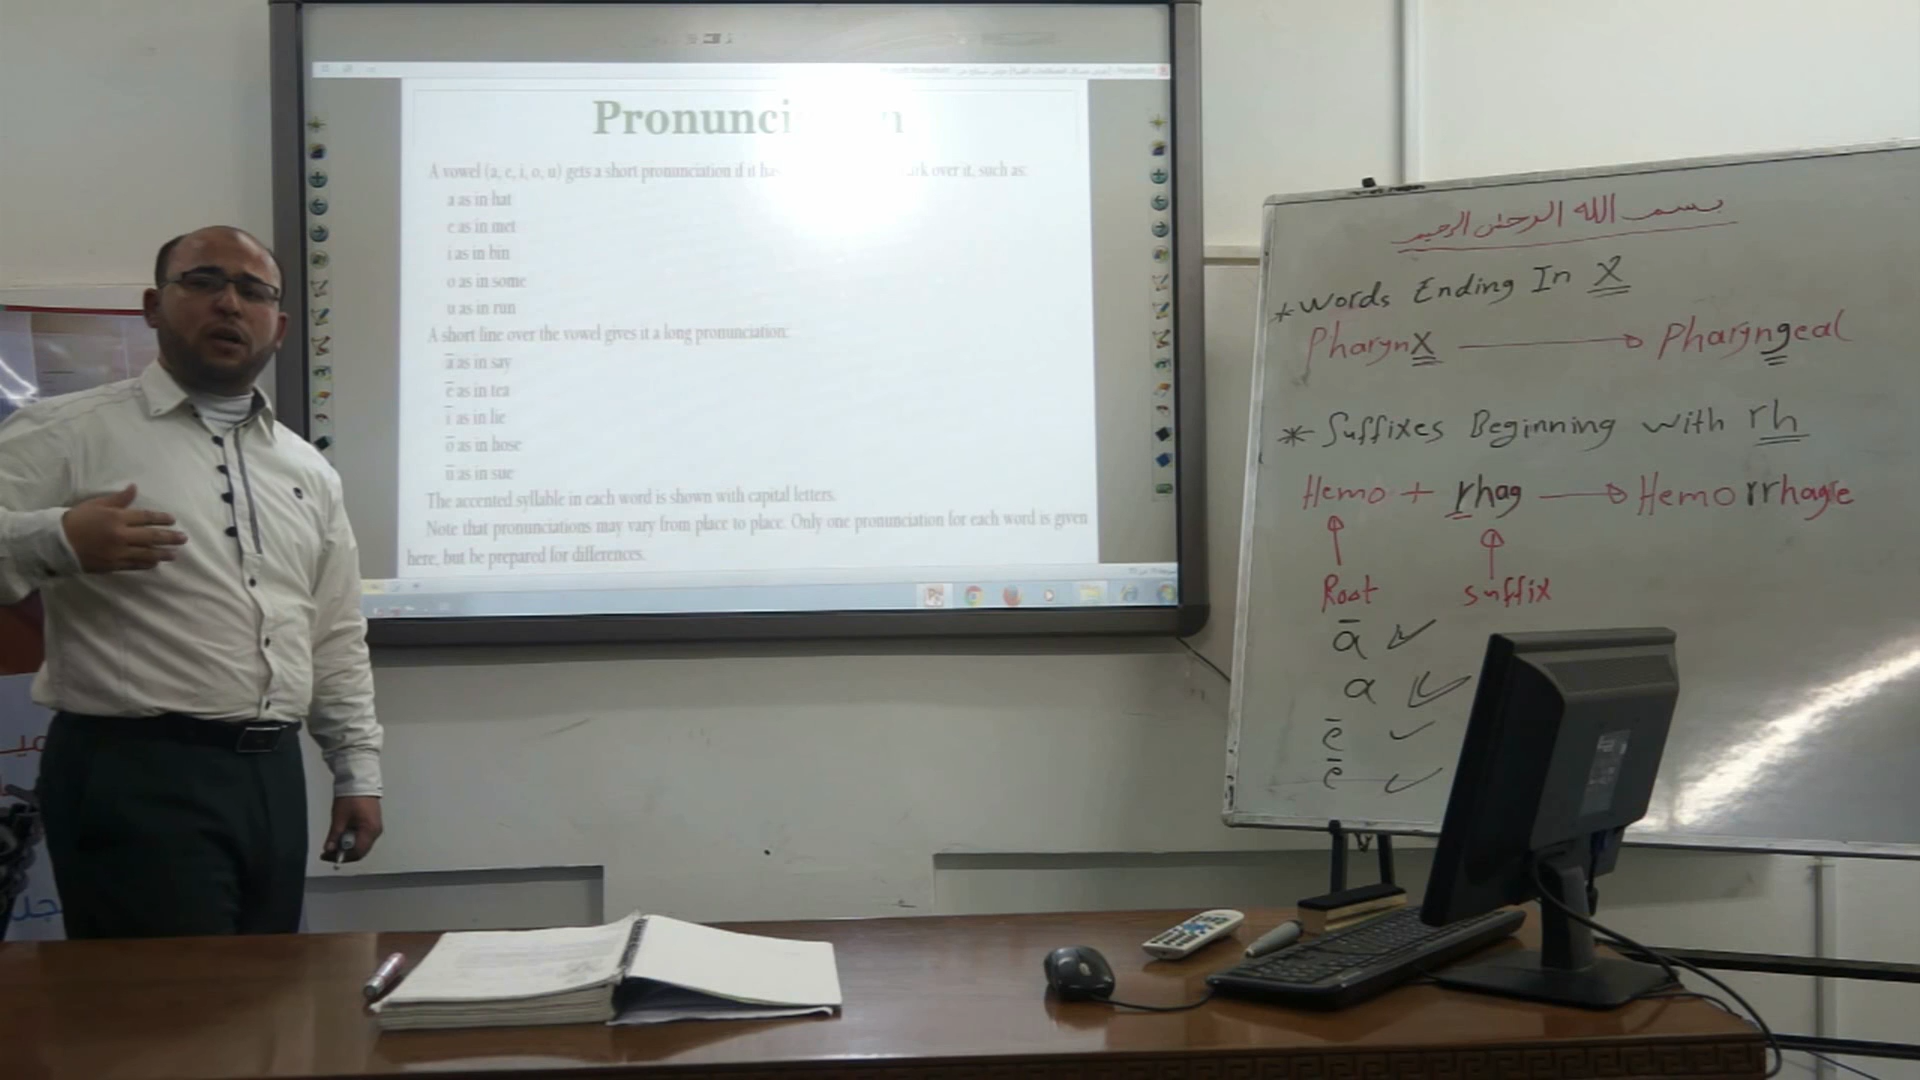 Pronunci n
A vowel (a, e, i, o, u) gets a short pronunciation if it has over it, such as:
a as in hat
e as in met
i as in bin
o as in some
u as in run
A short line over the vowel gives it a long pronunciation:
ā as in say
ē as in tea
ī as in lie
ō as in hose
ū as in sue
The accented syllable in each word is shown with capital letters.
Note that pronunciations may vary from place to place. Only one pronunciation for each word is given
here, but be prepared for differences.
بسم الله الرحمن الرحيم
* Words Ending In X
Pharynx → Pharyngeal
* Suffixes Beginning with rh
Hemo + rhag → Hemorrhage
Root suffix
ā ✓
a ✓
ē ✓
ē ✓